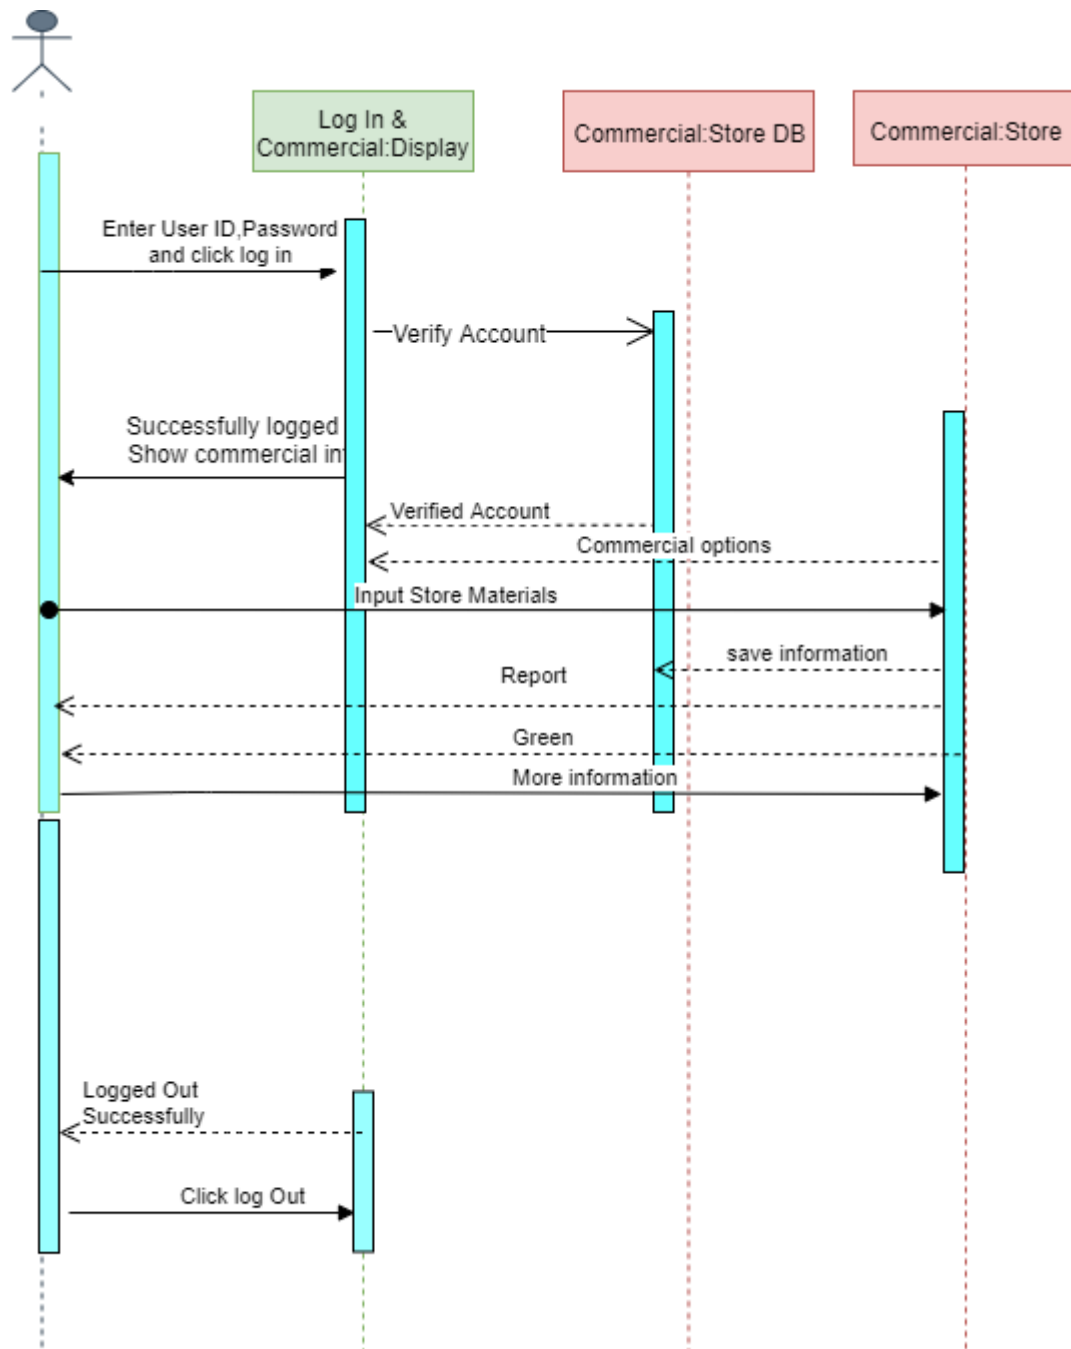 Log In &
Commercial:Display
Commercial:Store DB
Commercial:Store
Enter User ID,Password
and click log in
Verify Account
Successfully logged
Show commercial in
Verified Account
Commercial options
Input Store Materials
save information
Report
Green
More information
Logged Out
Successfully
Click log Out